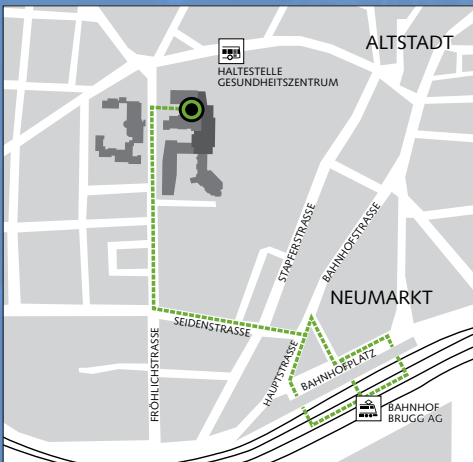 ALTSTADT
HALTESTELLE
GESUNDHEITSZENTRUM
STAPFERSTRASSE
BAHNHOFSTRASSE
NEUMARKT
SEIDENSTRASSE
FRÖHLICHSTRASSE
HAUPTSTRASSE
BAHNHOFPLATZ
BAHNHOF
BRUGG AG